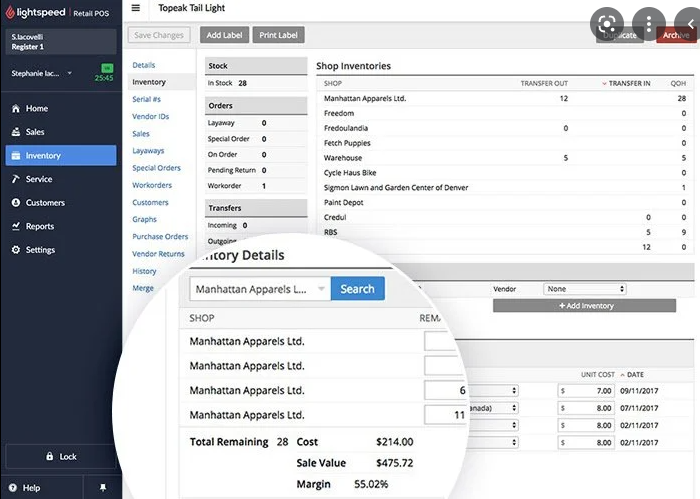 lightspeed Retail POS
S.Iacovelli
Register 1
Stephanie Iac...
25:45
Home
Sales
Inventory
Service
Customers
Reports
Settings
Lock
Help
Topeak Tail Light
Save Changes Add Label Print Label Duplicate Archive
Details
Inventory
Serial #s
Vendor IDs
Sales
Layaways
Special Orders
Workorders
Customers
Graphs
Purchase Orders
Vendor Returns
History
Merge
Stock
In Stock 28
Orders
Layaway 0
Special Order 0
On Order 0
Pending Return 0
Workorder 1
Transfers
Incoming 0
Outgoing
Shop Inventories
SHOP TRANSFER OUT TRANSFER IN QOH
Manhattan Apparels Ltd. 12 28
Freedom 0
Fredoulandia 0 0
Fetch Puppies 0
Warehouse 5 5
Cycle Haus Bike 0
Sigmon Lawn and Garden Center of Denver 1
Paint Depot 0
Credul 0 0
RBS 5 9
12 0
Vendor None
+ Add Inventory
UNIT COST DATE
$ 7.00 09/11/2017
anada) $ 8.00 07/11/2017
$ 8.00 02/11/2017
$ 8.00 02/11/2017
ntory Details
Manhattan Apparels L... Search
SHOP REMA
Manhattan Apparels Ltd.
Manhattan Apparels Ltd.
Manhattan Apparels Ltd. 6
Manhattan Apparels Ltd. 11
Total Remaining 28 Cost $214.00
Sale Value $475.72
Margin 55.02%